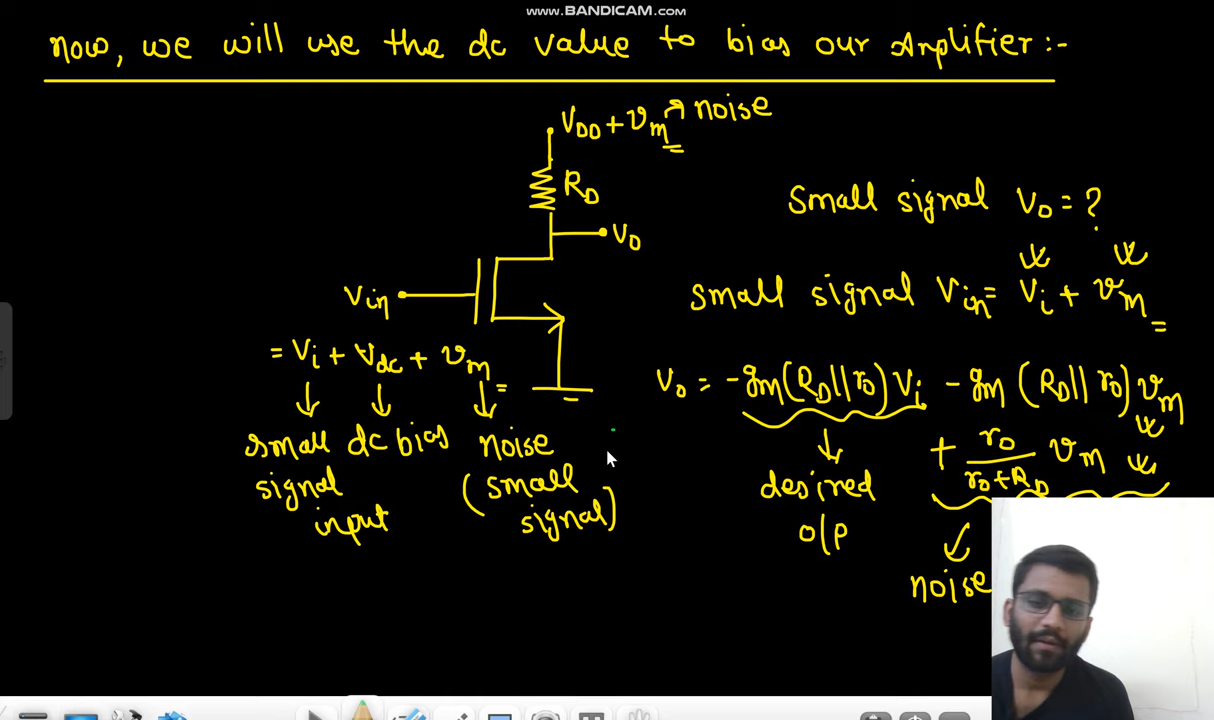 WWW.BANDICAM.COM
now, we will use the dc value to bias our Amplifier:-
VDD + vm → noise
RD
Vo
Vin
= Vi + Vdc + vm
small signal input
dc bias
noise (small signal)
Small signal Vo = ?
small signal Vin = Vi + vm
Vo = -gm(RD||ro) Vi - gm (RD||ro) vm
+ ro/(ro+RD) vm
desired o/p
noise